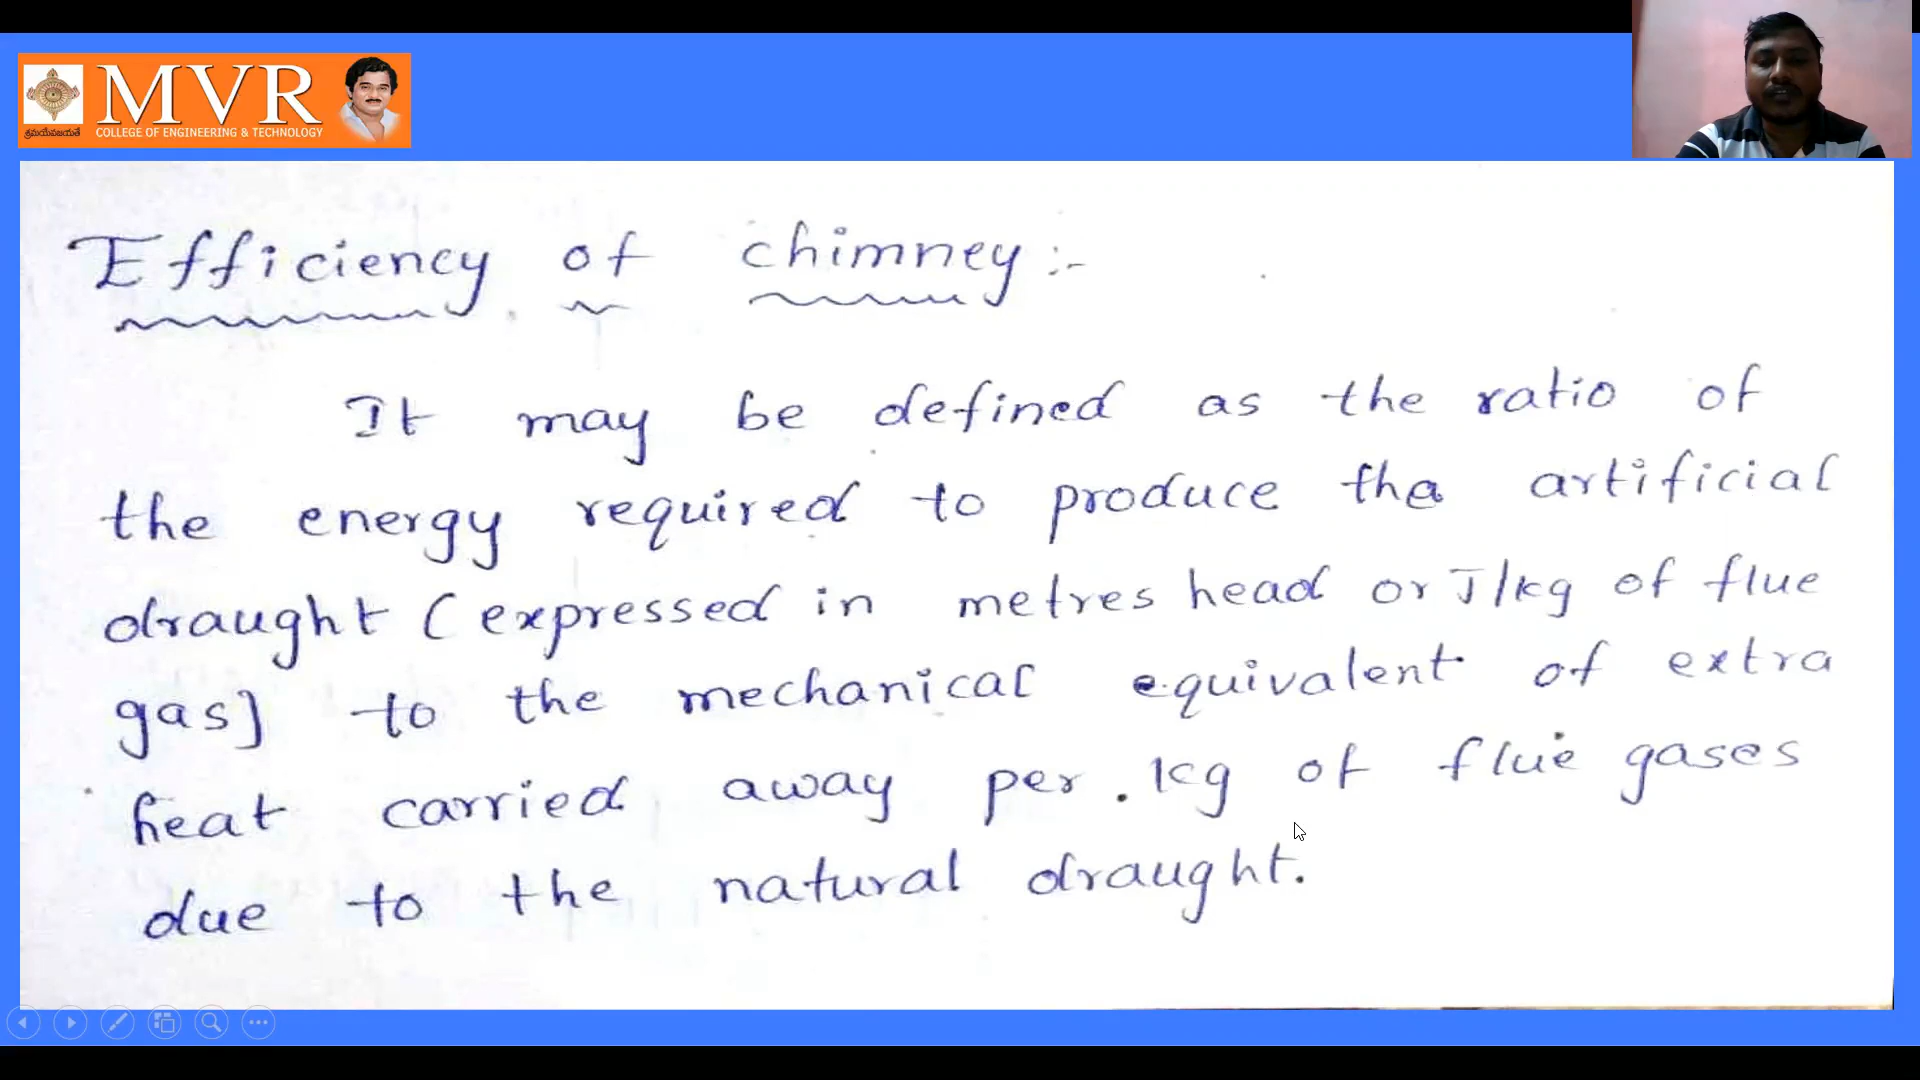 MVR
COLLEGE OF ENGINEERING & TECHNOLOGY
శ్రమయేవజయతే
Efficiency of chimney :-
It may be defined as the ratio of
the energy required to produce the artificial
draught (expressed in metres head or J/kg of flue
gas] to the mechanical equivalent of extra
heat carried away per kg of flue gases
due to the natural draught.